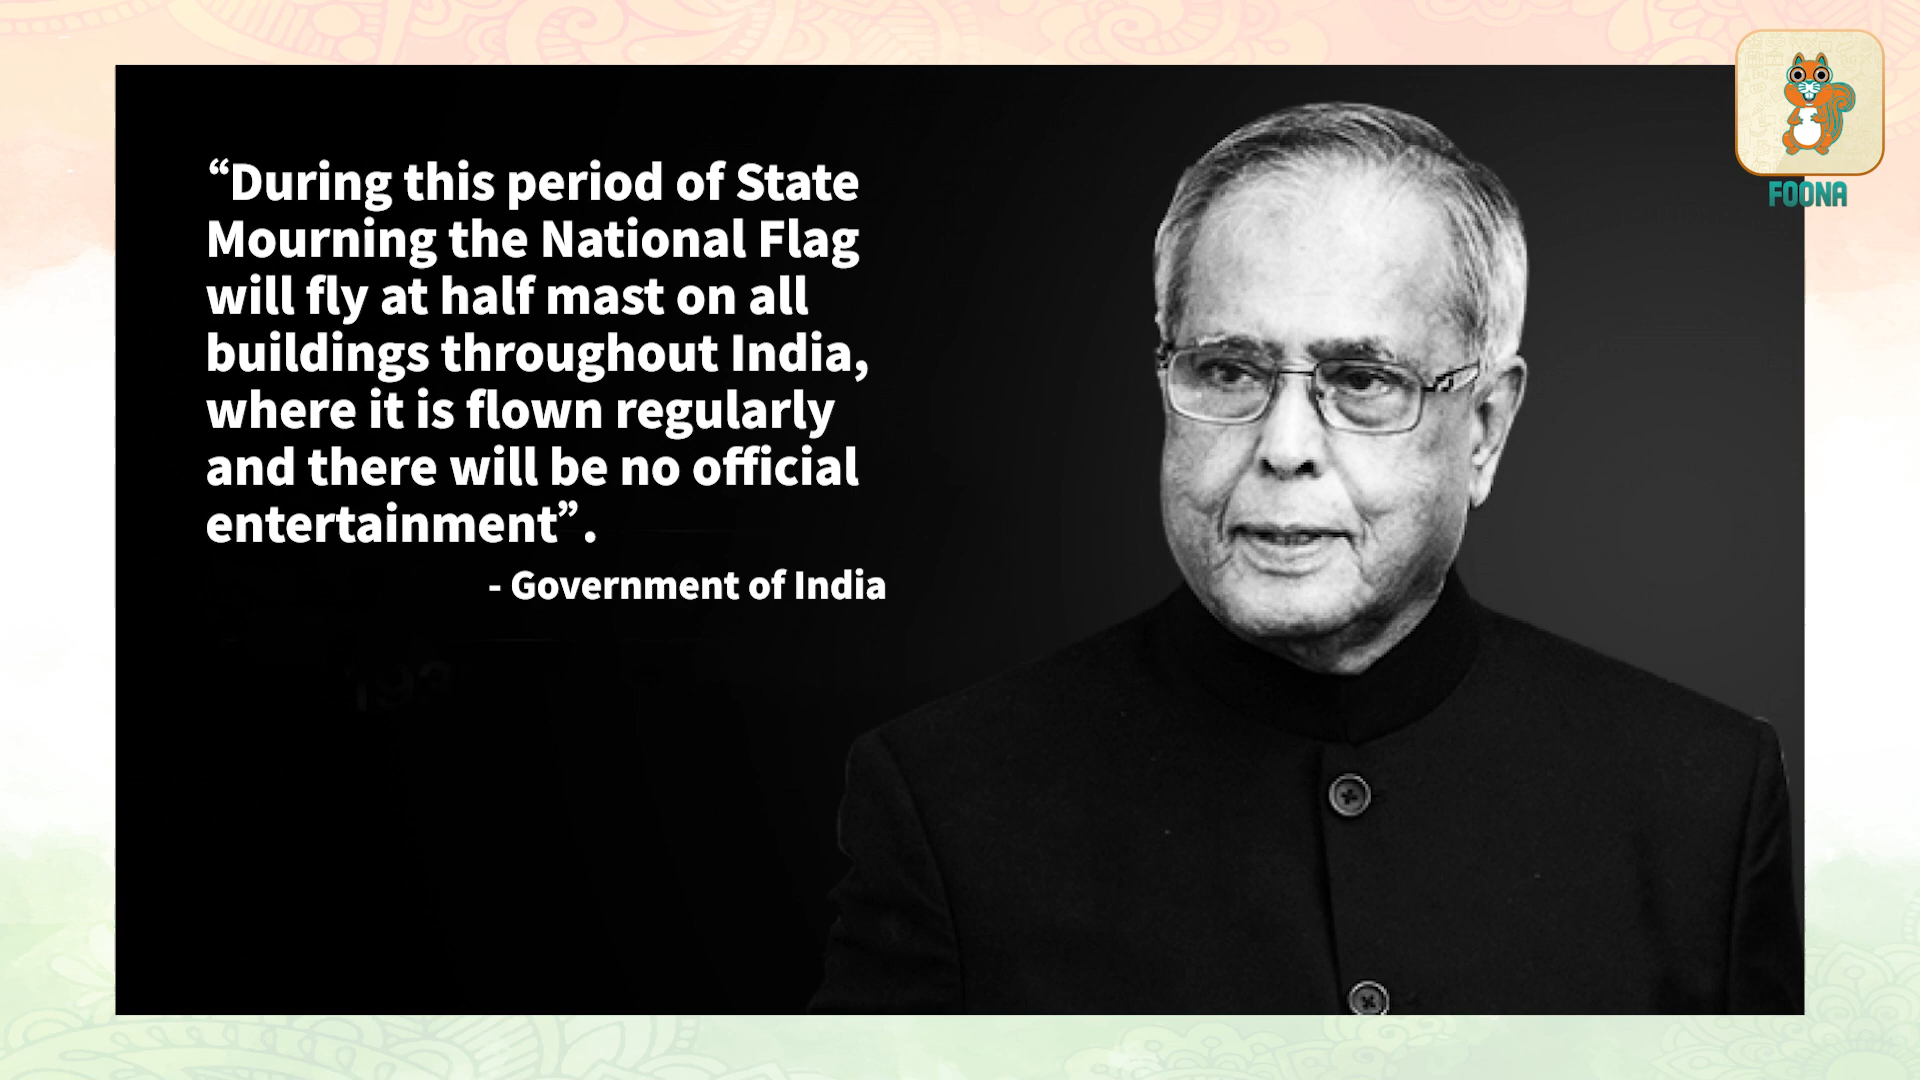 “During this period of State
Mourning the National Flag
will fly at half mast on all
buildings throughout India,
where it is flown regularly
and there will be no official
entertainment”.
- Government of India
FOONA